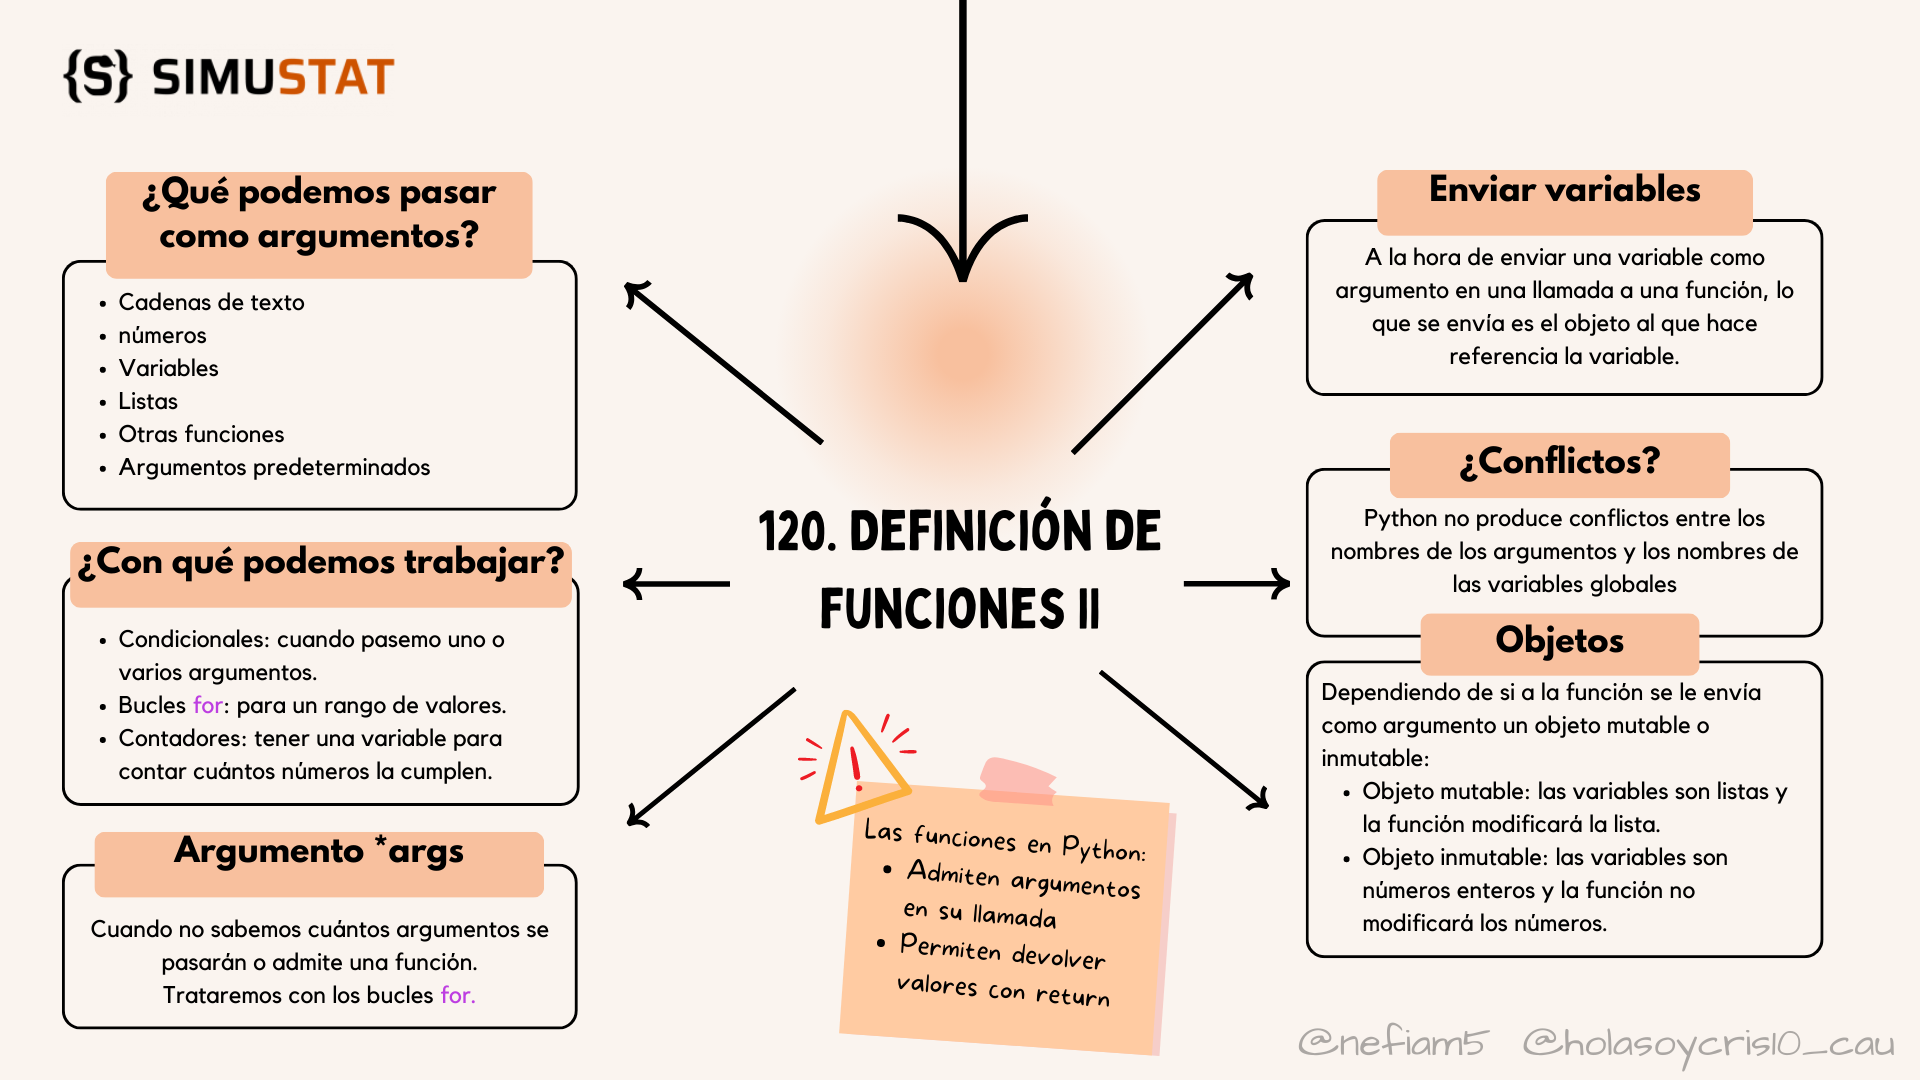 {S} SIMUSTAT
¿Qué podemos pasar
como argumentos?
• Cadenas de texto
• números
• Variables
• Listas
• Otras funciones
• Argumentos predeterminados
¿Con qué podemos trabajar?
• Condicionales: cuando pasemo uno o
varios argumentos.
• Bucles for: para un rango de valores.
• Contadores: tener una variable para
contar cuántos números la cumplen.
Argumento *args
Cuando no sabemos cuántos argumentos se
pasarán o admite una función.
Trataremos con los bucles for.
120. DEFINICIÓN DE
FUNCIONES II
!
Las funciones en Python:
• Admiten argumentos
en su llamada
• Permiten devolver
valores con return
Enviar variables
A la hora de enviar una variable como
argumento en una llamada a una función, lo
que se envía es el objeto al que hace
referencia la variable.
¿Conflictos?
Python no produce conflictos entre los
nombres de los argumentos y los nombres de
las variables globales
Objetos
Dependiendo de si a la función se le envía
como argumento un objeto mutable o
inmutable:
• Objeto mutable: las variables son listas y
la función modificará la lista.
• Objeto inmutable: las variables son
números enteros y la función no
modificará los números.
@nefiam5 @holasoycris10_cau